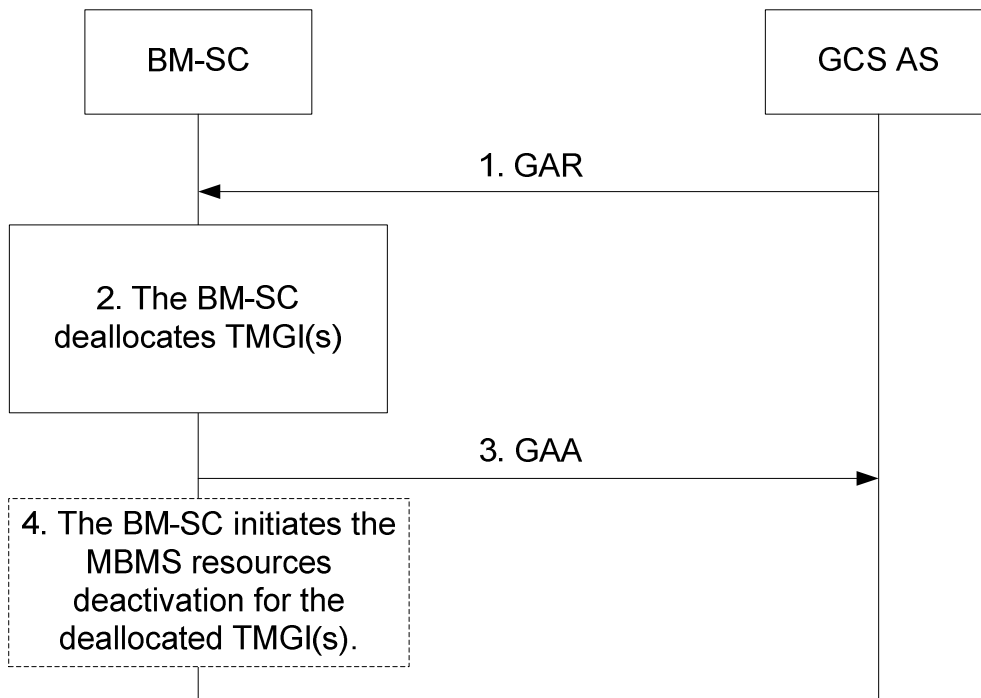 BM-SC
GCS AS
1. GAR
2. The BM-SC
deallocates TMGI(s)
3. GAA
4. The BM-SC initiates the
MBMS resources
deactivation for the
deallocated TMGI(s).